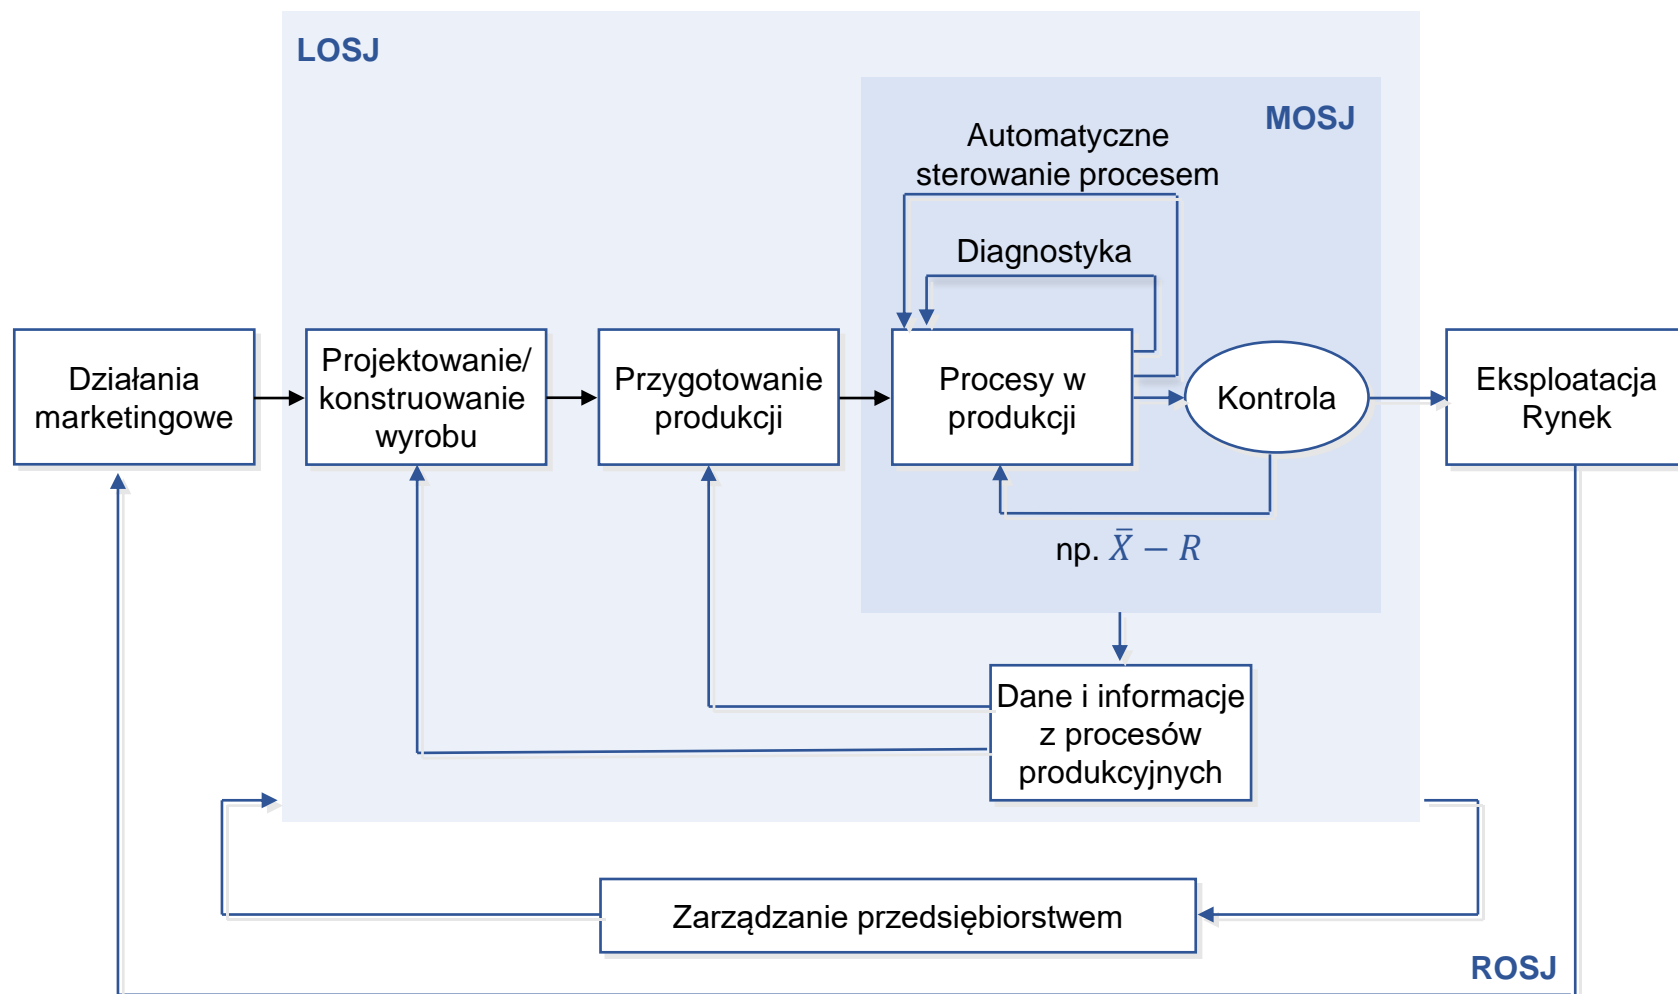 LOSJ
MOSJ
Automatyczne
sterowanie procesem
Diagnostyka
Działania
marketingowe
Projektowanie/
konstruowanie
wyrobu
Przygotowanie
produkcji
Procesy w
produkcji
Kontrola
Eksploatacja
Rynek
np. X̄ − R
Dane i informacje
z procesów
produkcyjnych
Zarządzanie przedsiębiorstwem
ROSJ